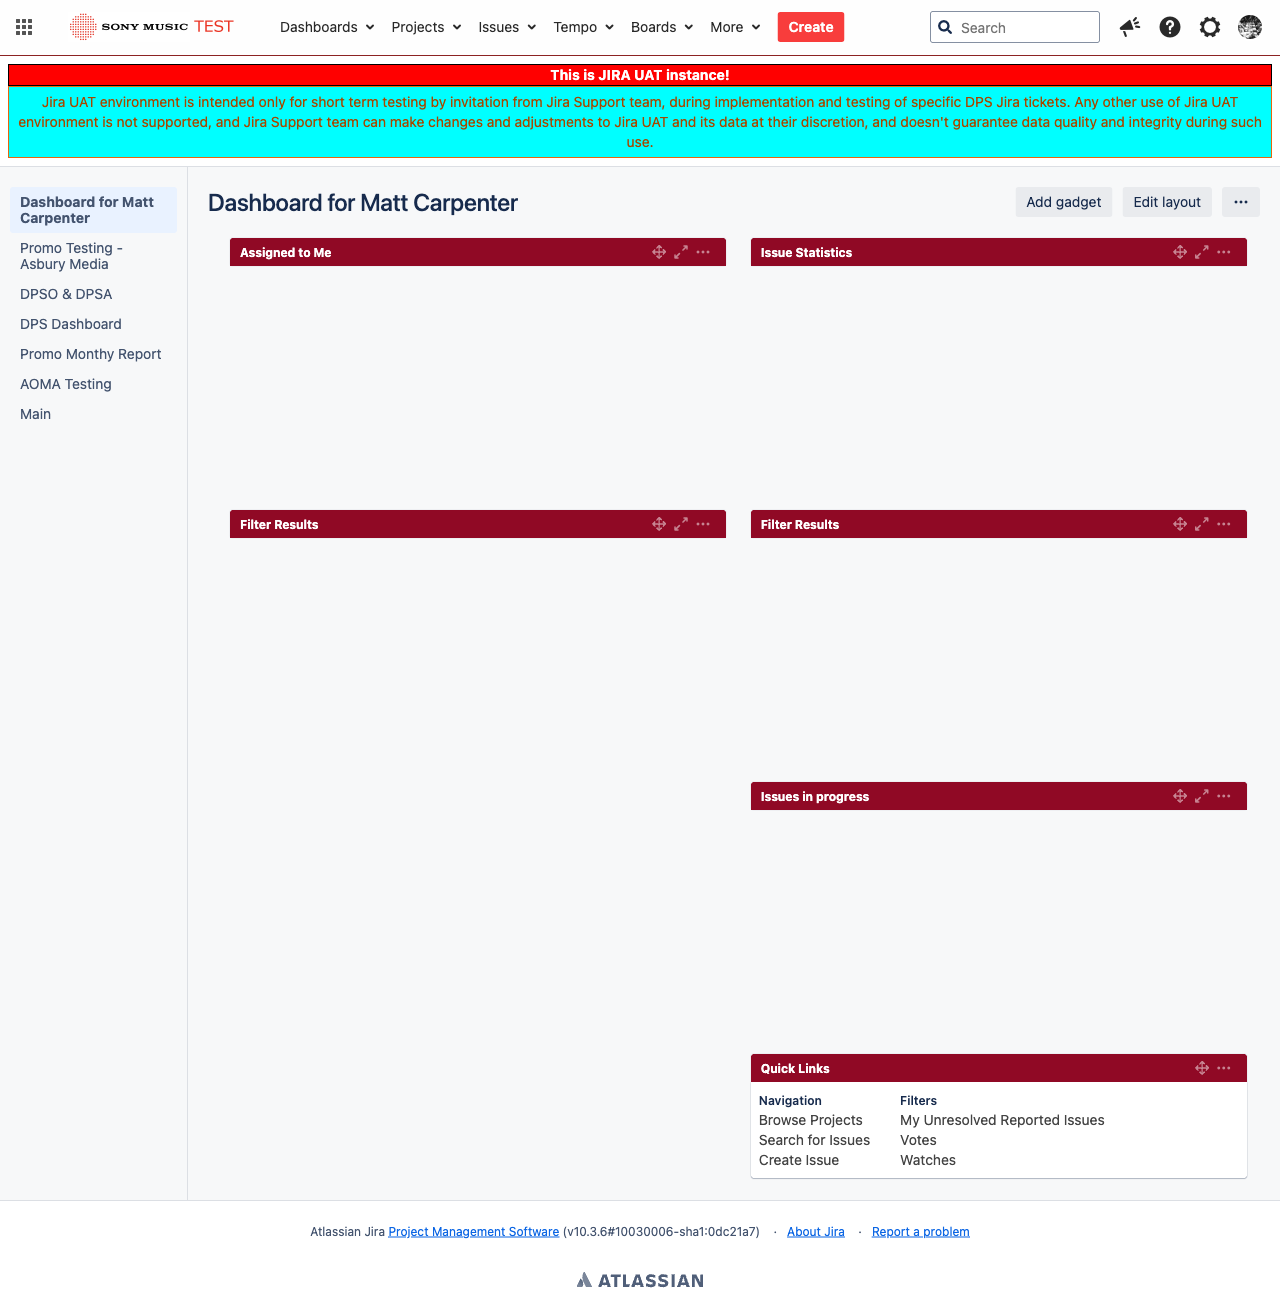 SONY MUSIC TEST
Dashboards Projects Issues Tempo Boards More Create Search
This is JIRA UAT instance!
Jira UAT environment is intended only for short term testing by invitation from Jira Support team, during implementation and testing of specific DPS Jira tickets. Any other use of Jira UAT
environment is not supported, and Jira Support team can make changes and adjustments to Jira UAT and its data at their discretion, and doesn't guarantee data quality and integrity during such
use.
Dashboard for Matt
Carpenter
Promo Testing -
Asbury Media
DPSO & DPSA
DPS Dashboard
Promo Monthy Report
AOMA Testing
Main
Dashboard for Matt Carpenter
Add gadget Edit layout
Assigned to Me
Issue Statistics
Filter Results
Filter Results
Issues in progress
Quick Links
Navigation Filters
Browse Projects My Unresolved Reported Issues
Search for Issues Votes
Create Issue Watches
Atlassian Jira Project Management Software (v10.3.6#10030006-sha1:0dc21a7) · About Jira · Report a problem
ATLASSIAN